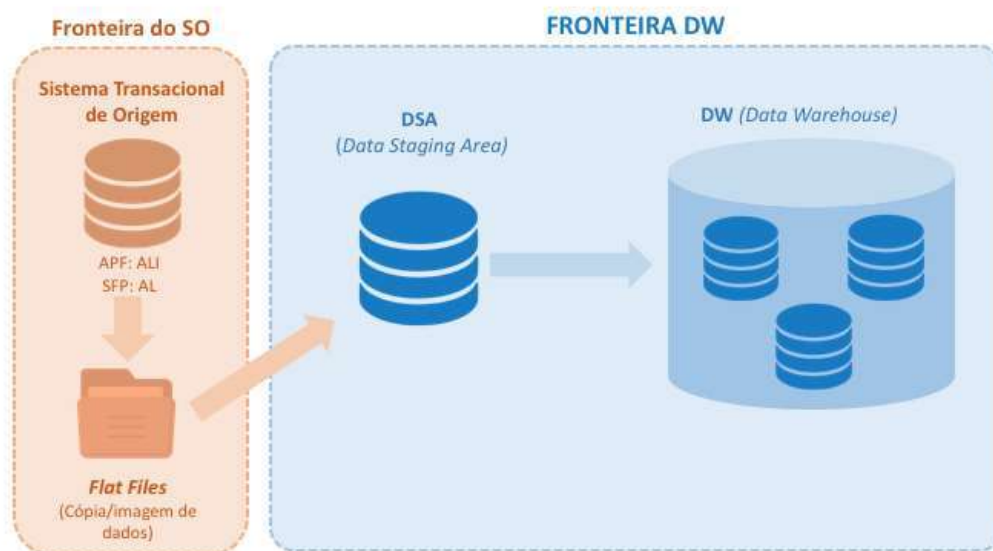 Fronteira do SO
Sistema Transacional
de Origem
APF: ALI
SFP: AL
Flat Files
(Cópia/imagem de
dados)
FRONTEIRA DW
DSA
(Data Staging Area)
DW (Data Warehouse)